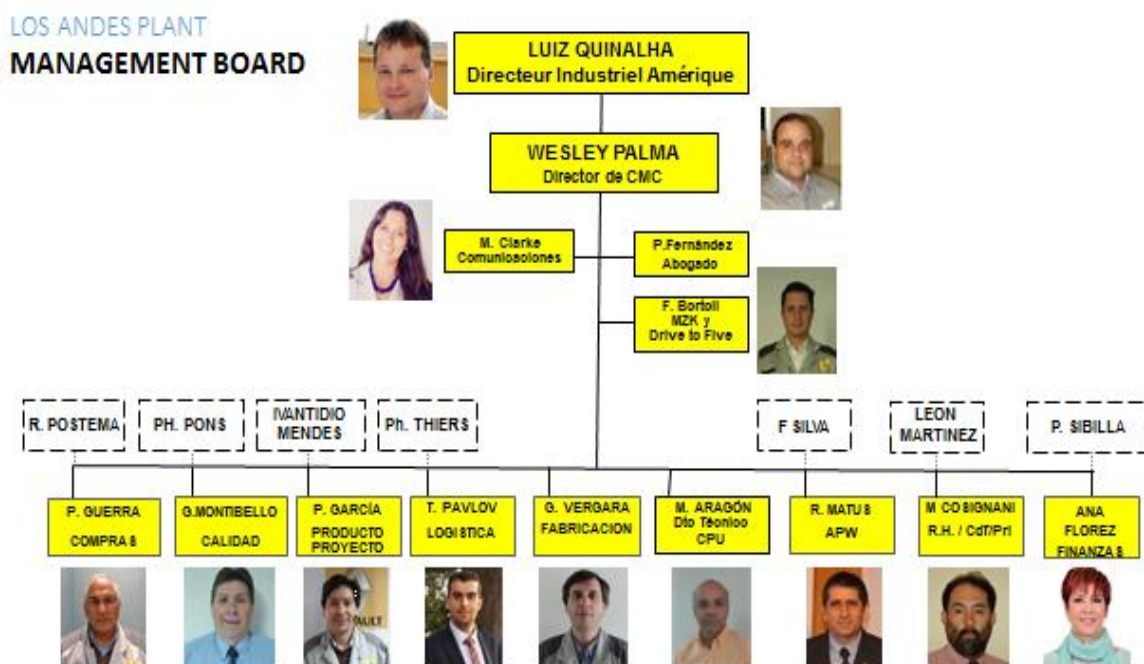 LOS ANDES PLANT
MANAGEMENT BOARD
LUIZ QUINALHA
Directeur Industriel Amérique
WESLEY PALMA
Director de CMC
M. Clarke
Comunicaciones
P.Fernández
Abogado
F. Bortoli
MZK y
Drive to Five
R. POSTEMA
PH. PONS
IVANTIDIO
MENDES
Ph. THIERS
F SILVA
LEON
MARTINEZ
P. SIBILLA
P. GUERRA
COMPRAS
G.MONTIBELLO
CALIDAD
P. GARCÍA
PRODUCTO
PROYECTO
T. PAVLOV
LOGISTICA
G. VERGARA
FABRICACION
M. ARAGÓN
Dto Técnico
CPU
R. MATUS
APW
M COSIGNANI
R.H. / CdT/PrI
ANA
FLOREZ
FINANZAS
AULT